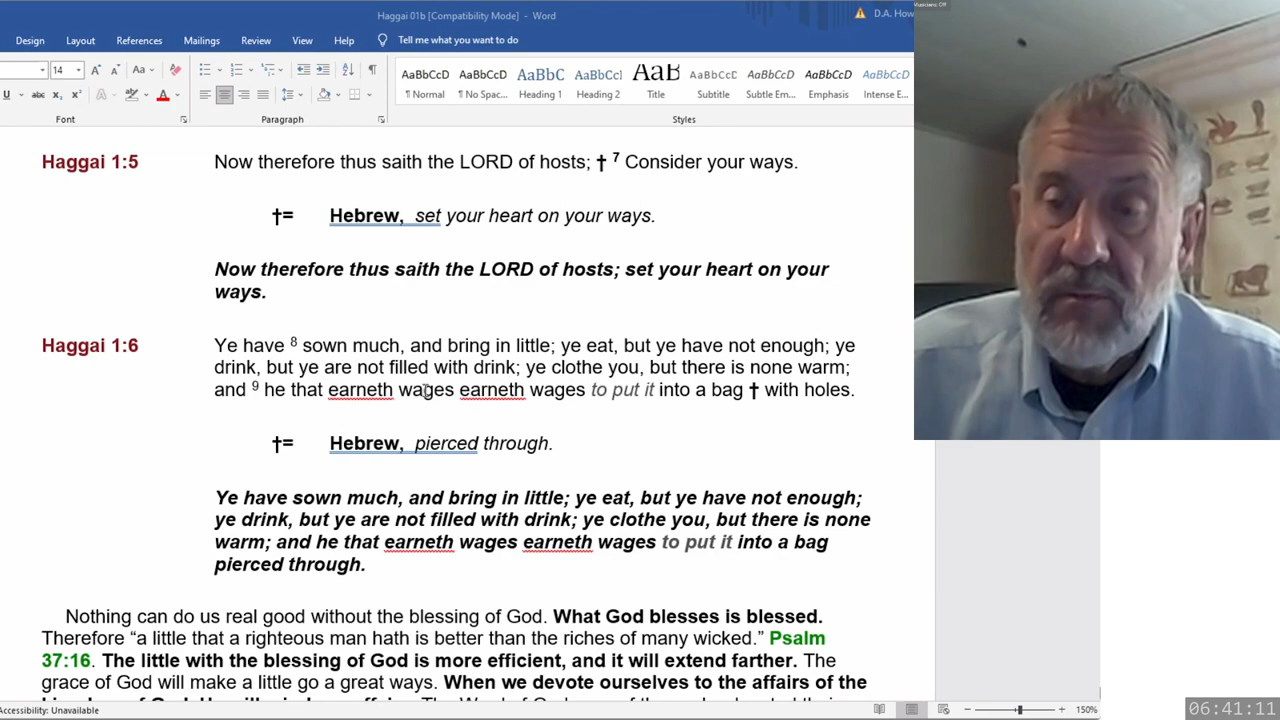 Haggai 01b [Compatibility Mode] - Word
D.A. How
Musicians: Off
Design Layout References Mailings Review View Help Tell me what you want to do
14 Aa
AaBbCcD AaBbCcD AaBbC AaBbCcI AaB AaBbCcD AaBbCcD AaBbCcD AaBbCcD
¶ Normal ¶ No Spac... Heading 1 Heading 2 Title Subtitle Subtle Em... Emphasis Intense E...
Font Paragraph Styles
Haggai 1:5 Now therefore thus saith the LORD of hosts; † 7 Consider your ways.
†= Hebrew, set your heart on your ways.
Now therefore thus saith the LORD of hosts; set your heart on your
ways.
Haggai 1:6 Ye have 8 sown much, and bring in little; ye eat, but ye have not enough; ye
drink, but ye are not filled with drink; ye clothe you, but there is none warm;
and 9 he that earneth wages earneth wages to put it into a bag † with holes.
†= Hebrew, pierced through.
Ye have sown much, and bring in little; ye eat, but ye have not enough;
ye drink, but ye are not filled with drink; ye clothe you, but there is none
warm; and he that earneth wages earneth wages to put it into a bag
pierced through.
Nothing can do us real good without the blessing of God. What God blesses is blessed.
Therefore “a little that a righteous man hath is better than the riches of many wicked.” Psalm
37:16. The little with the blessing of God is more efficient, and it will extend farther. The
grace of God will make a little go a great ways. When we devote ourselves to the affairs of the
Accessibility: Unavailable
150%
06:41:11